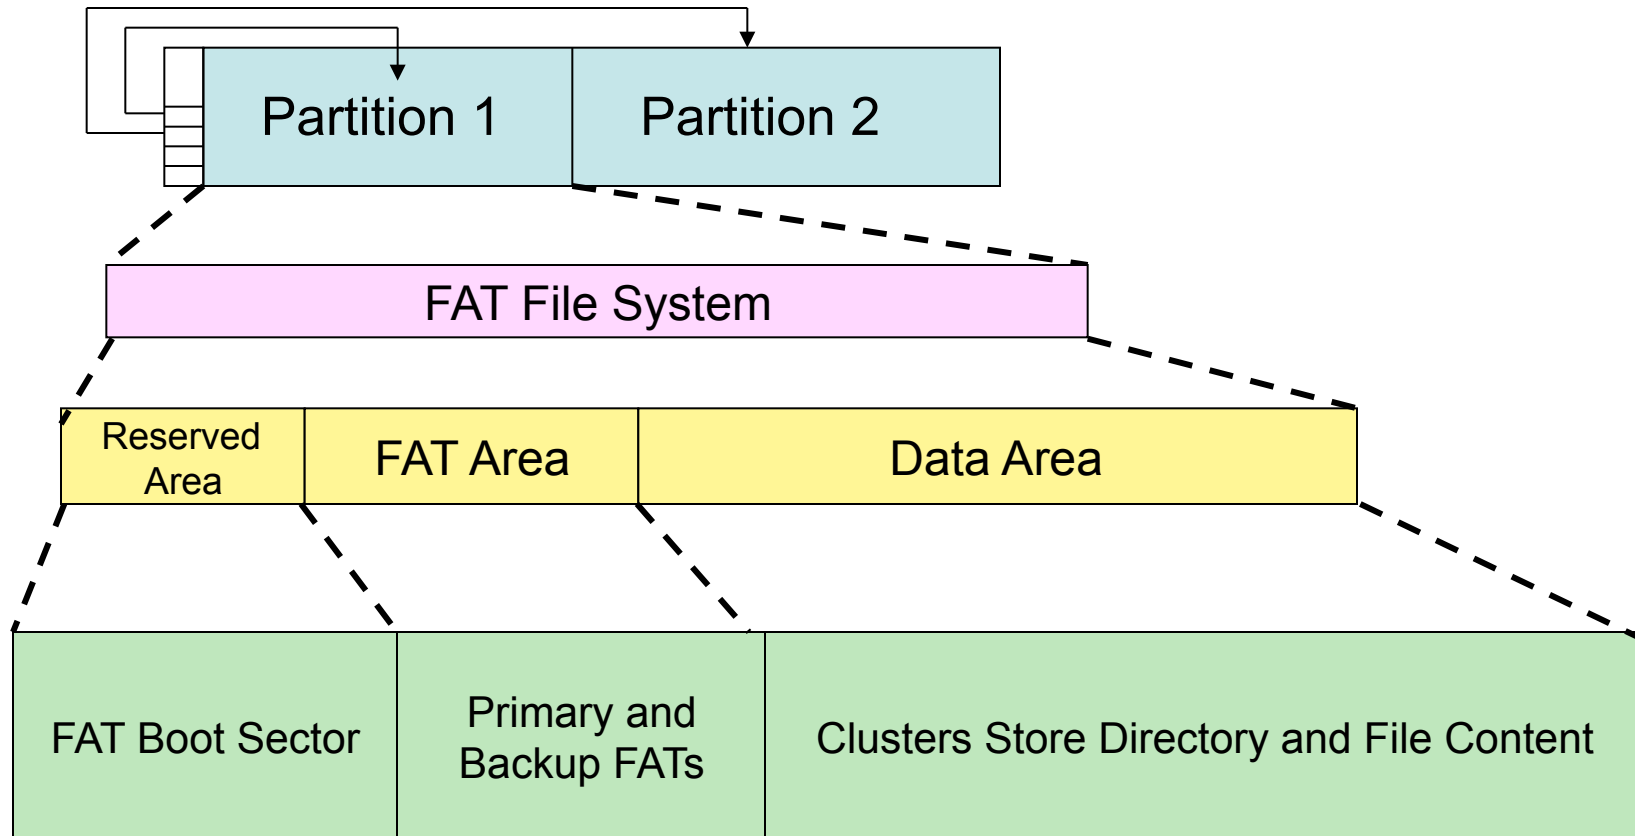 Partition 1
Partition 2
FAT File System
Reserved
Area
FAT Area
Data Area
FAT Boot Sector
Primary and
Backup FATs
Clusters Store Directory and File Content